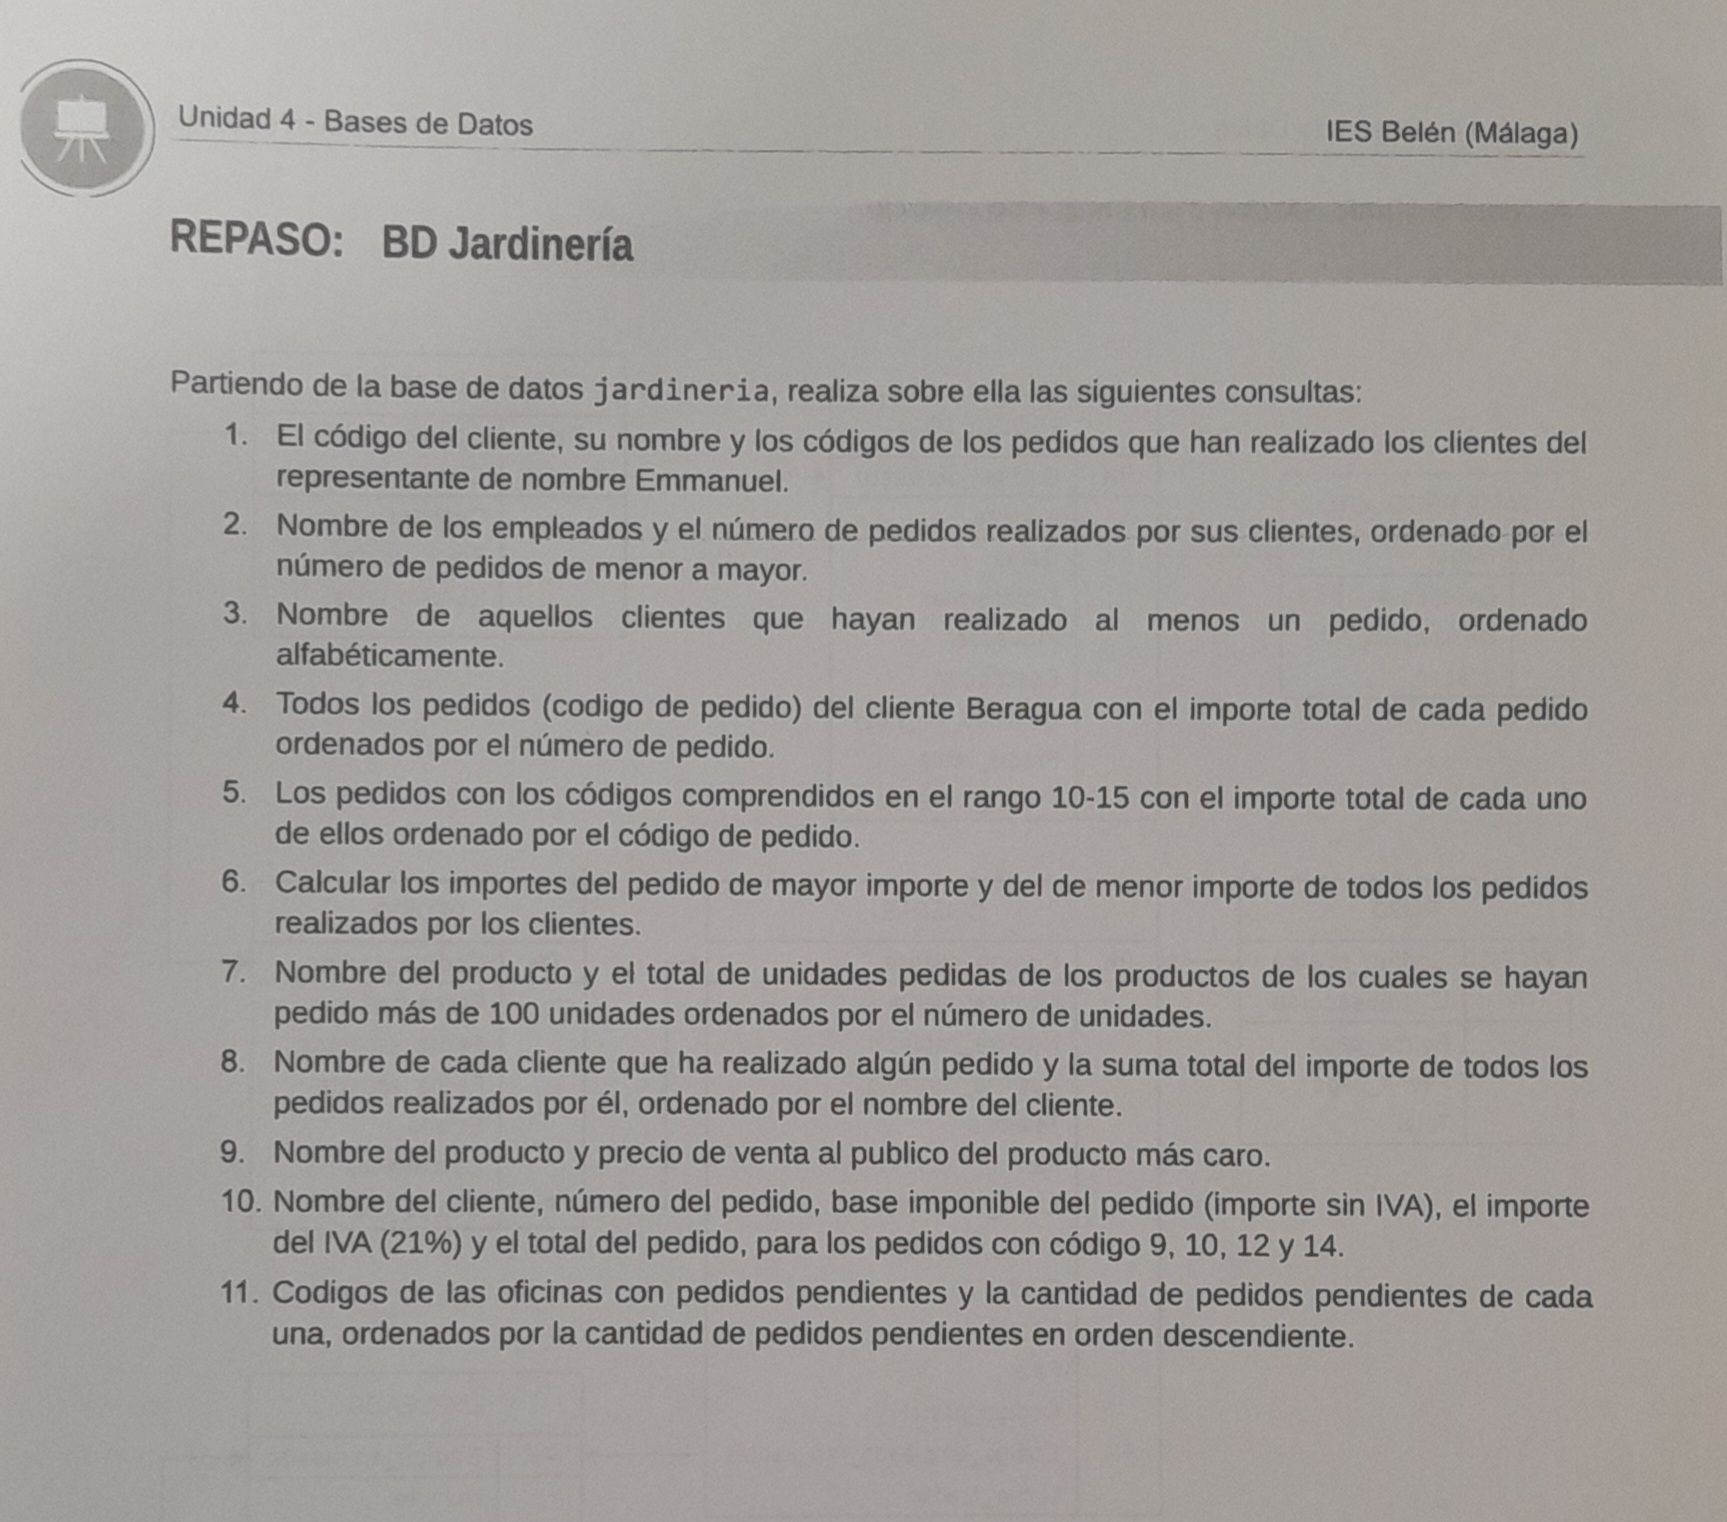 Unidad 4 - Bases de Datos
IES Belén (Málaga)
REPASO: BD Jardinería
Partiendo de la base de datos jardineria, realiza sobre ella las siguientes consultas:
1. El código del cliente, su nombre y los códigos de los pedidos que han realizado los clientes del
representante de nombre Emmanuel.
2. Nombre de los empleados y el número de pedidos realizados por sus clientes, ordenado por el
número de pedidos de menor a mayor.
3. Nombre de aquellos clientes que hayan realizado al menos un pedido, ordenado
alfabéticamente.
4. Todos los pedidos (codigo de pedido) del cliente Beragua con el importe total de cada pedido
ordenados por el número de pedido.
5. Los pedidos con los códigos comprendidos en el rango 10-15 con el importe total de cada uno
de ellos ordenado por el código de pedido.
6. Calcular los importes del pedido de mayor importe y del de menor importe de todos los pedidos
realizados por los clientes.
7. Nombre del producto y el total de unidades pedidas de los productos de los cuales se hayan
pedido más de 100 unidades ordenados por el número de unidades.
8. Nombre de cada cliente que ha realizado algún pedido y la suma total del importe de todos los
pedidos realizados por él, ordenado por el nombre del cliente.
9. Nombre del producto y precio de venta al publico del producto más caro.
10. Nombre del cliente, número del pedido, base imponible del pedido (importe sin IVA), el importe
del IVA (21%) y el total del pedido, para los pedidos con código 9, 10, 12 y 14.
11. Codigos de las oficinas con pedidos pendientes y la cantidad de pedidos pendientes de cada
una, ordenados por la cantidad de pedidos pendientes en orden descendiente.